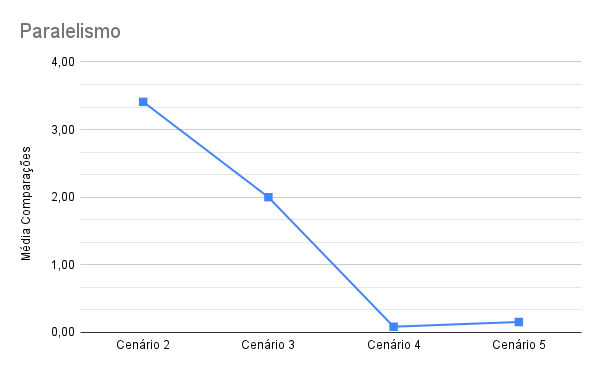 Paralelismo
4,00
3,00
2,00
1,00
0,00
Média Comparações
Cenário 2
Cenário 3
Cenário 4
Cenário 5